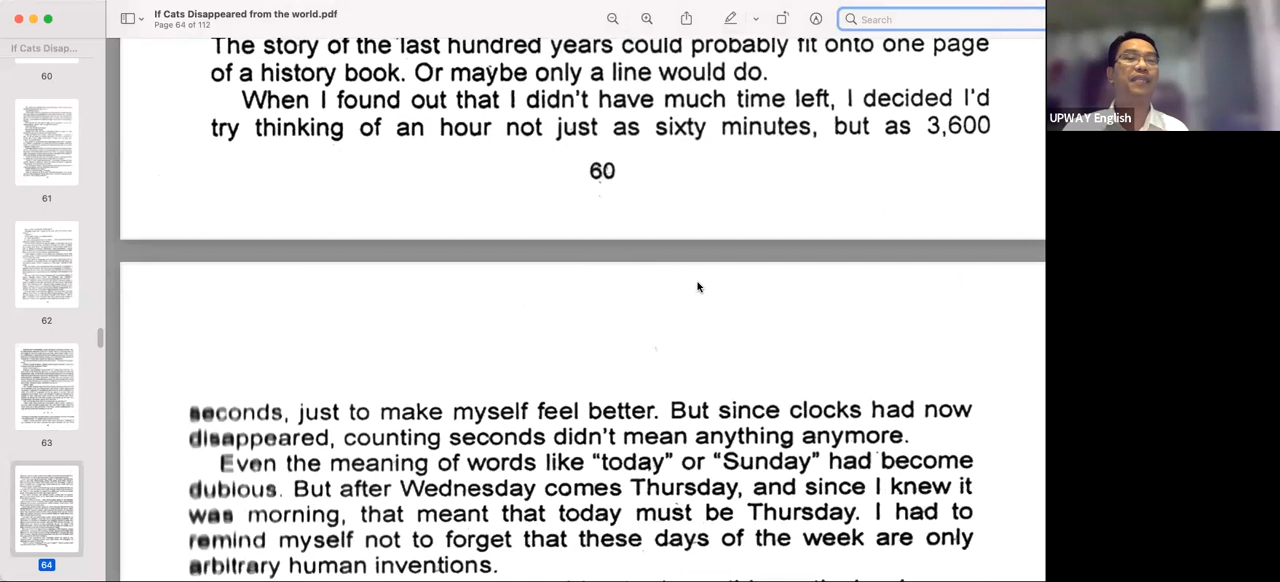 If Cats Disappeared from the world.pdf
Page 64 of 112
Search
If Cats Disap...
60
61
62
63
64
The story of the last hundred years could probably fit onto one page
of a history book. Or maybe only a line would do.
When I found out that I didn't have much time left, I decided I'd
try thinking of an hour not just as sixty minutes, but as 3,600
60
seconds, just to make myself feel better. But since clocks had now
disappeared, counting seconds didn't mean anything anymore.
Even the meaning of words like "today" or "Sunday" had become
dubious. But after Wednesday comes Thursday, and since I knew it
was morning, that meant that today must be Thursday. I had to
remind myself not to forget that these days of the week are only
arbitrary human inventions.
UPWAY English